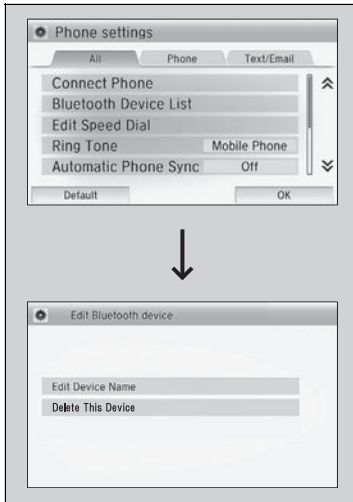 Phone settings
All Phone Text/Email
Connect Phone
Bluetooth Device List
Edit Speed Dial
Ring Tone Mobile Phone
Automatic Phone Sync Off
Default OK
Edit Bluetooth device
Edit Device Name
Delete This Device